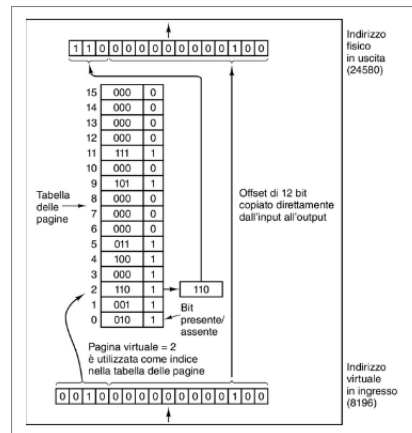 1 1 0 0 0 0 0 0 0 0 0 0 1 0 0
Indirizzo
fisico
in uscita
(24580)
15 000 0
14 000 0
13 000 0
12 000 0
11 111 1
10 000 0
9 101 1
8 000 0
7 000 0
6 000 0
5 011 1
4 100 1
3 000 1
2 110 1 110
1 001 1
0 010 1
Tabella
delle
pagine
Offset di 12 bit
copiato direttamente
dall'input all'output
Bit
presente/
assente
Pagina virtuale = 2
è utilizzata come indice
nella tabella delle pagine
0 0 1 0 0 0 0 0 0 0 0 0 0 1 0 0
Indirizzo
virtuale
in ingresso
(8196)